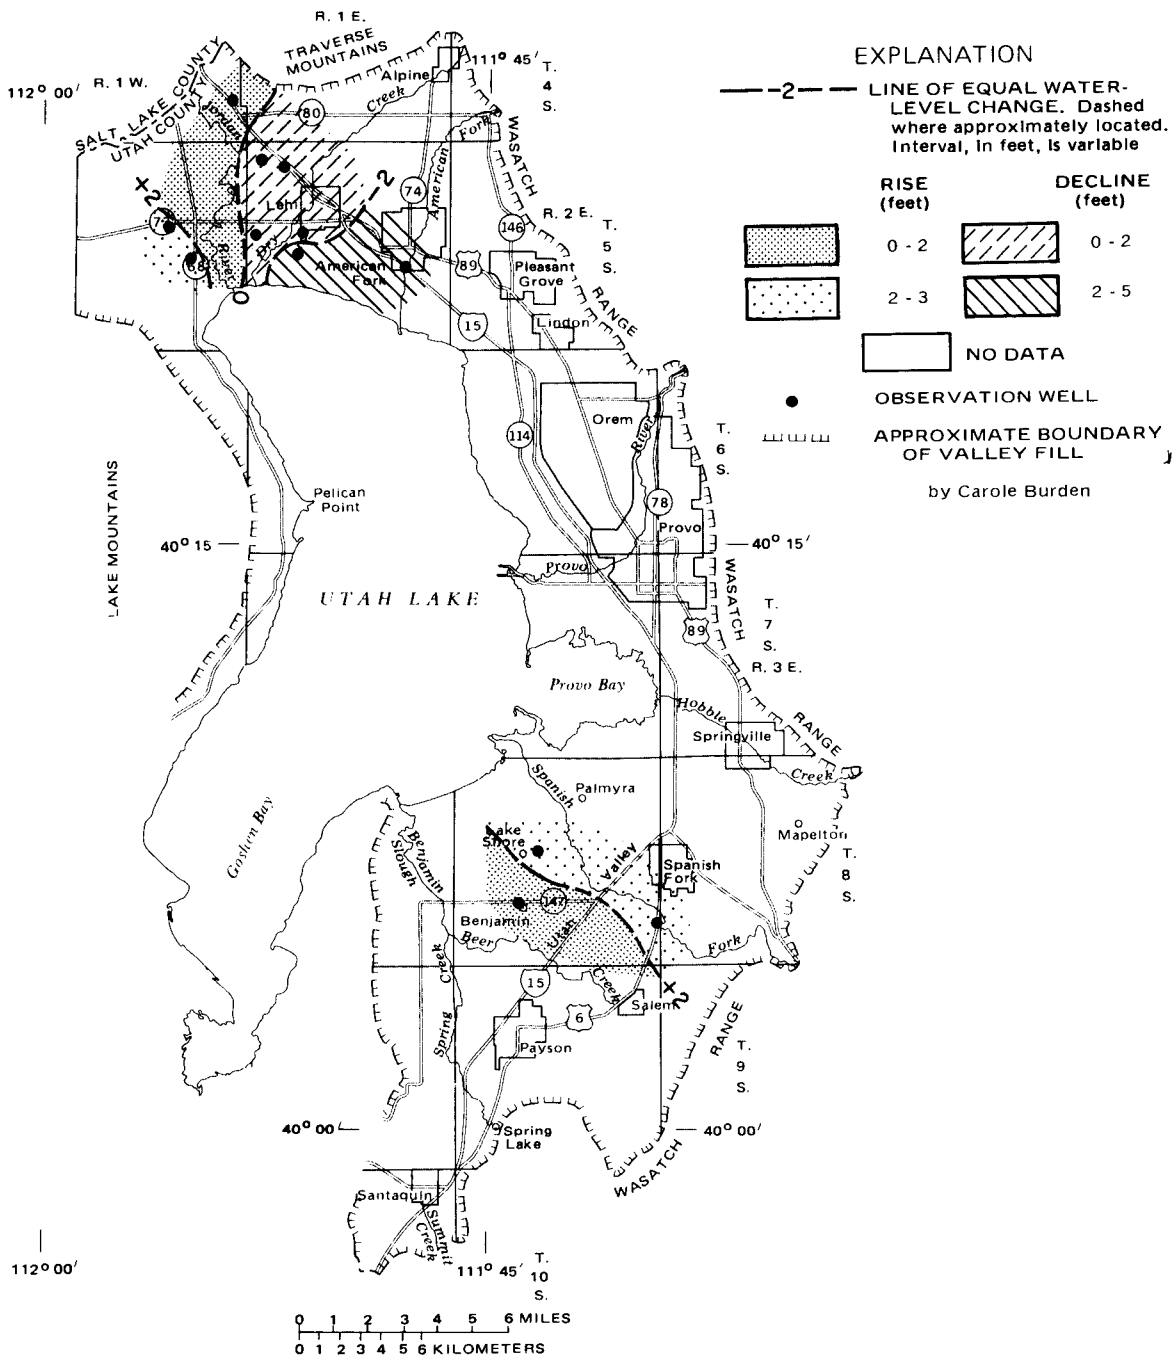 R. 1 E.
TRAVERSE
MOUNTAINS
R. 1 W.
112° 00′
111° 45′
T.
4
S.
SALT LAKE COUNTY
UTAH COUNTY
Jordan
River
Alpine
Creek
Fork
American
80
WASATCH
+2
-2
0
Lehi
Dry
74
68
American
Fork
146
R. 2 E.
T.
5
S.
89
Pleasant
Grove
RANGE
15
Lindon
EXPLANATION
—2— LINE OF EQUAL WATER-
LEVEL CHANGE. Dashed
where approximately located.
Interval, in feet, is variable
RISE
(feet)
DECLINE
(feet)
0 - 2
0 - 2
2 - 3
2 - 5
NO DATA
OBSERVATION WELL
APPROXIMATE BOUNDARY
OF VALLEY FILL
by Carole Burden
Orem
River
114
T.
6
S.
78
Provo
LAKE MOUNTAINS
Pelican
Point
40° 15′
40° 15′
Provo
UTAH LAKE
WASATCH
T.
7
S.
89
R. 3 E.
Provo Bay
Hobble
Springville
RANGE
Creek
Spanish
Palmyra
Mapelton
Goshen Bay
Benjamin
Slough
Lake
Shore
Valley
Spanish
Fork
T.
8
S.
147
Benjamin
Beer
Utah
Fork
Creek
Creek
15
+2
Salem
6
Spring
Payson
RANGE
T.
9
S.
40° 00′
40° 00′
Spring
Lake
WASATCH
Santaquin
Summit
Creek
112° 00′
111° 45′
T.
10
S.
0 1 2 3 4 5 6 MILES
0 1 2 3 4 5 6 KILOMETERS